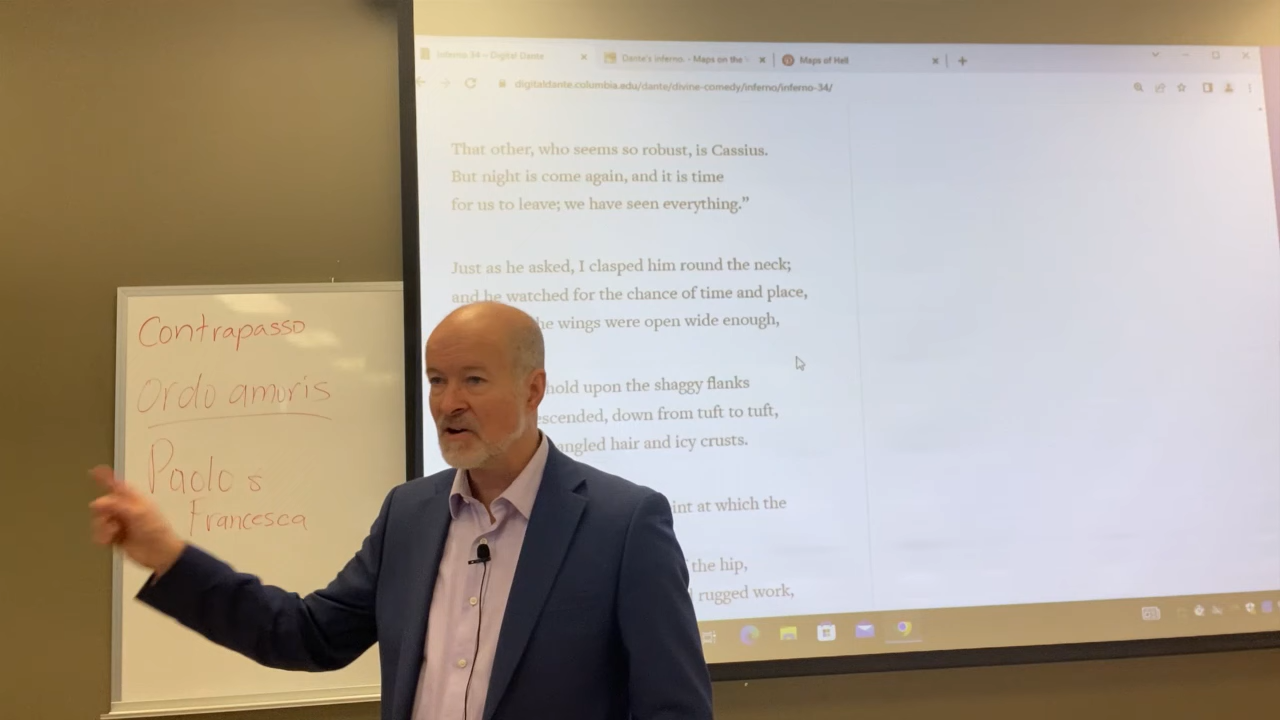 Inferno 34 – Digital Dante
Dante's Inferno. - Maps on the
Maps of Hell
digitaldante.columbia.edu/dante/divine-comedy/inferno/inferno-34/
That other, who seems so robust, is Cassius.
But night is come again, and it is time
for us to leave; we have seen everything.”
Just as he asked, I clasped him round the neck;
and he watched for the chance of time and place,
he wings were open wide enough,
hold upon the shaggy flanks
escended, down from tuft to tuft,
angled hair and icy crusts.
int at which the
the hip,
rugged work,
Contrapasso
Ordo amoris
Paolo &
Francesca